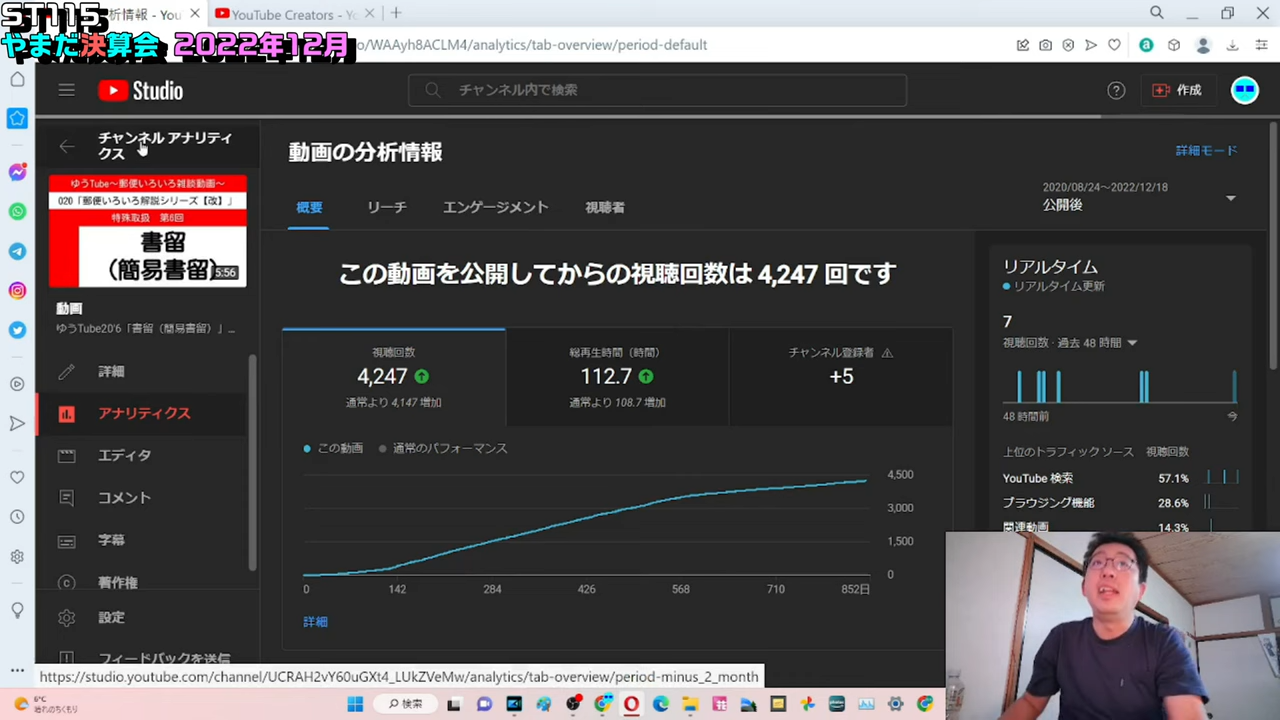 ST115
やまだ決算会 2022年12月
分析情報 - You
YouTube Creators - Yo
o/WAAyh8ACLM4/analytics/tab-overview/period-default
Studio
チャンネル内で検索
作成
チャンネル アナリティ
クス
動画の分析情報
詳細モード
概要
リーチ
エンゲージメント
視聴者
2020/08/24～2022/12/18
公開後
ゆうTube～郵便いろいろ雑談動画～
020「郵便いろいろ解説シリーズ【改】」
特殊取扱 第6回
書留
(簡易書留)
5:56
動画
ゆうTube20'6「書留（簡易書留）」...
詳細
アナリティクス
エディタ
コメント
字幕
著作権
設定
フィードバックを送信
この動画を公開してからの視聴回数は 4,247 回です
視聴回数
4,247
通常より 4,147 増加
総再生時間（時間）
112.7
通常より 108.7 増加
チャンネル登録者
+5
この動画
通常のパフォーマンス
4,500
3,000
1,500
0
0
142
284
426
568
710
852日
詳細
リアルタイム
リアルタイム更新
7
視聴回数・過去 48 時間
48 時間前
今
上位のトラフィック ソース
視聴回数
YouTube 検索
57.1%
ブラウジング機能
28.6%
関連動画
14.3%
https://studio.youtube.com/channel/UCRAH2vY60uGXt4_LUkZVeMw/analytics/tab-overview/period-minus_2_month
6°C
晴れのちくもり
検索